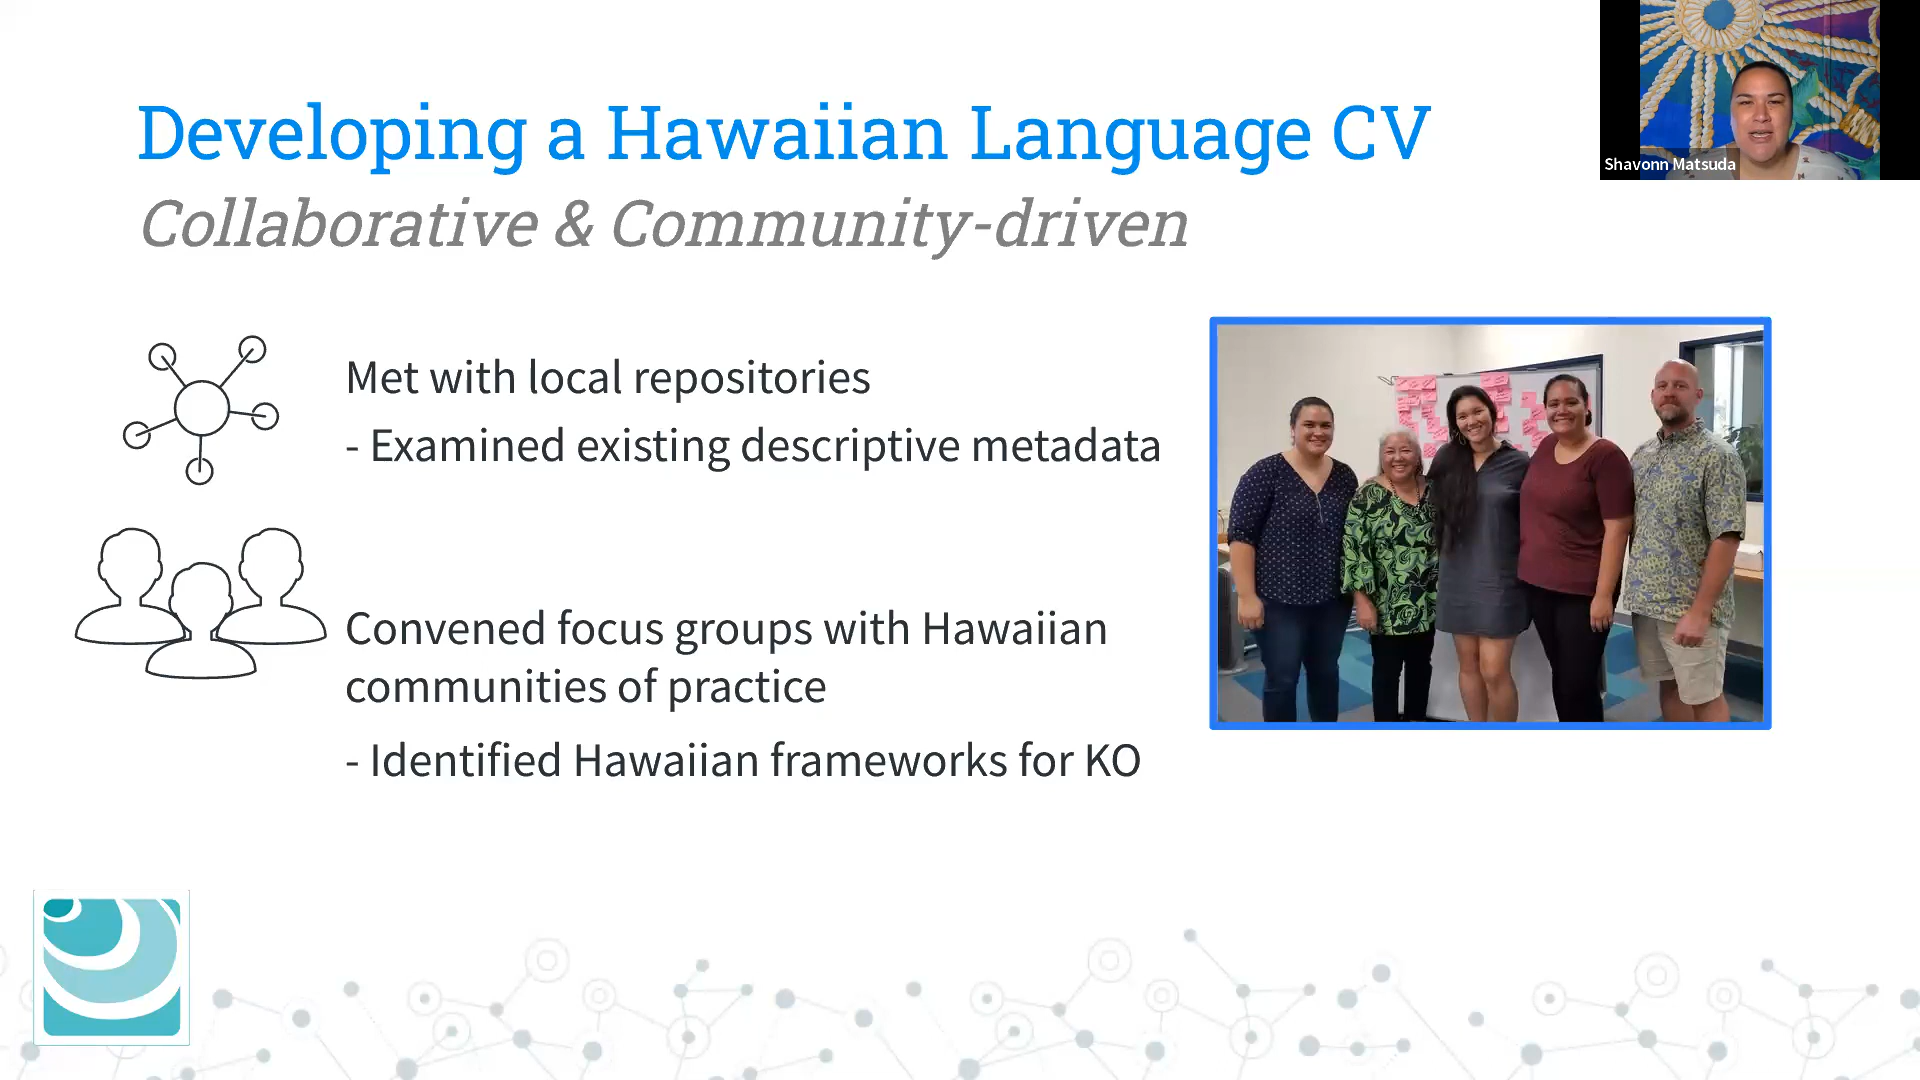 Developing a Hawaiian Language CV
Collaborative & Community-driven
Shavonn Matsuda
Met with local repositories
- Examined existing descriptive metadata
Convened focus groups with Hawaiian
communities of practice
- Identified Hawaiian frameworks for KO